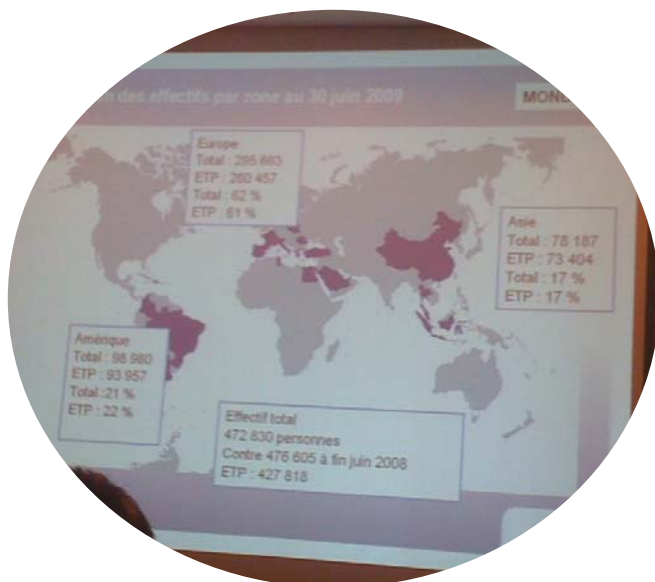 des effectifs par zone au 30 juin 2009
Europe
Total : 295 663
ETP : 260 457
Total : 62 %
ETP : 61 %
Asie
Total : 78 187
ETP : 73 404
Total : 17 %
ETP : 17 %
Amérique
Total : 98 980
ETP : 93 957
Total :21 %
ETP : 22 %
Effectif total
472 830 personnes
Contre 476 605 à fin juin 2008
ETP : 427 818